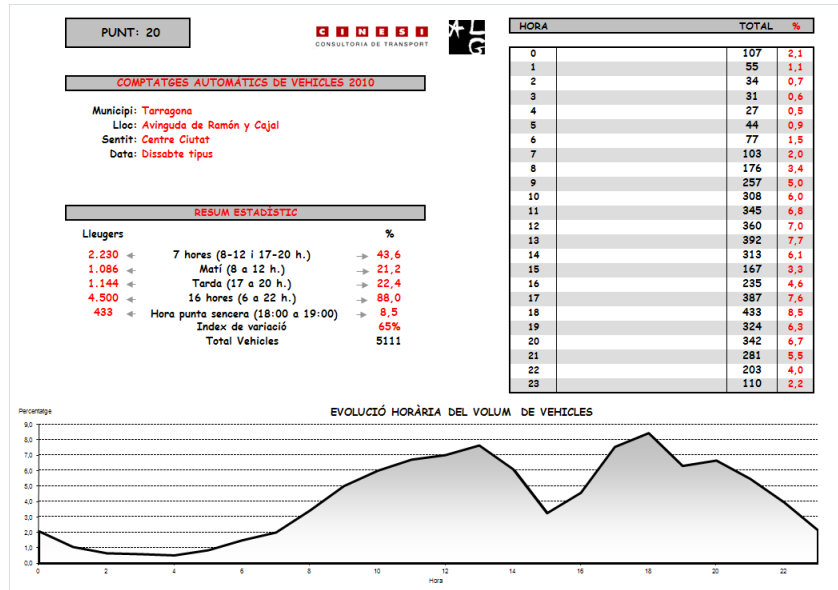 PUNT: 20
CINESI
CONSULTORIA DE TRANSPORT
ALG
COMPTATGES AUTOMÀTICS DE VEHICLES 2010
Municipi: Tarragona
Lloc: Avinguda de Ramón y Cajal
Sentit: Centre Ciutat
Data: Dissabte tipus
RESUM ESTADÍSTIC
Lleugers %
2.230 7 hores (8-12 i 17-20 h.) 43,6
1.086 Matí (8 a 12 h.) 21,2
1.144 Tarda (17 a 20 h.) 22,4
4.500 16 hores (6 a 22 h.) 88,0
433 Hora punta sencera (18:00 a 19:00) 8,5
Index de variació 65%
Total Vehicles 5111
HORA TOTAL %
0 107 2,1
1 55 1,1
2 34 0,7
3 31 0,6
4 27 0,5
5 44 0,9
6 77 1,5
7 103 2,0
8 176 3,4
9 257 5,0
10 308 6,0
11 345 6,8
12 360 7,0
13 392 7,7
14 313 6,1
15 167 3,3
16 235 4,6
17 387 7,6
18 433 8,5
19 324 6,3
20 342 6,7
21 281 5,5
22 203 4,0
23 110 2,2
EVOLUCIÓ HORÀRIA DEL VOLUM DE VEHICLES
Percentatge
9,0
8,0
7,0
6,0
5,0
4,0
3,0
2,0
1,0
0,0
0 2 4 6 8 10 12 14 16 18 20 22
Hora